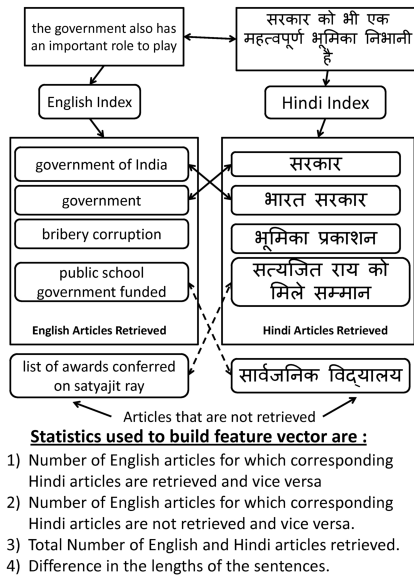 the government also has
an important role to play
सरकार को भी एक
महत्वपूर्ण भूमिका निभानी
है
English Index
Hindi Index
government of India
government
bribery corruption
public school
government funded
English Articles Retrieved
सरकार
भारत सरकार
भूमिका प्रकाशन
सत्यजित राय को
मिले सम्मान
Hindi Articles Retrieved
list of awards conferred
on satyajit ray
सार्वजनिक विद्यालय
Articles that are not retrieved
Statistics used to build feature vector are :
1) Number of English articles for which corresponding
Hindi articles are retrieved and vice versa
2) Number of English articles for which corresponding
Hindi articles are not retrieved and vice versa.
3) Total Number of English and Hindi articles retrieved.
4) Difference in the lengths of the sentences.